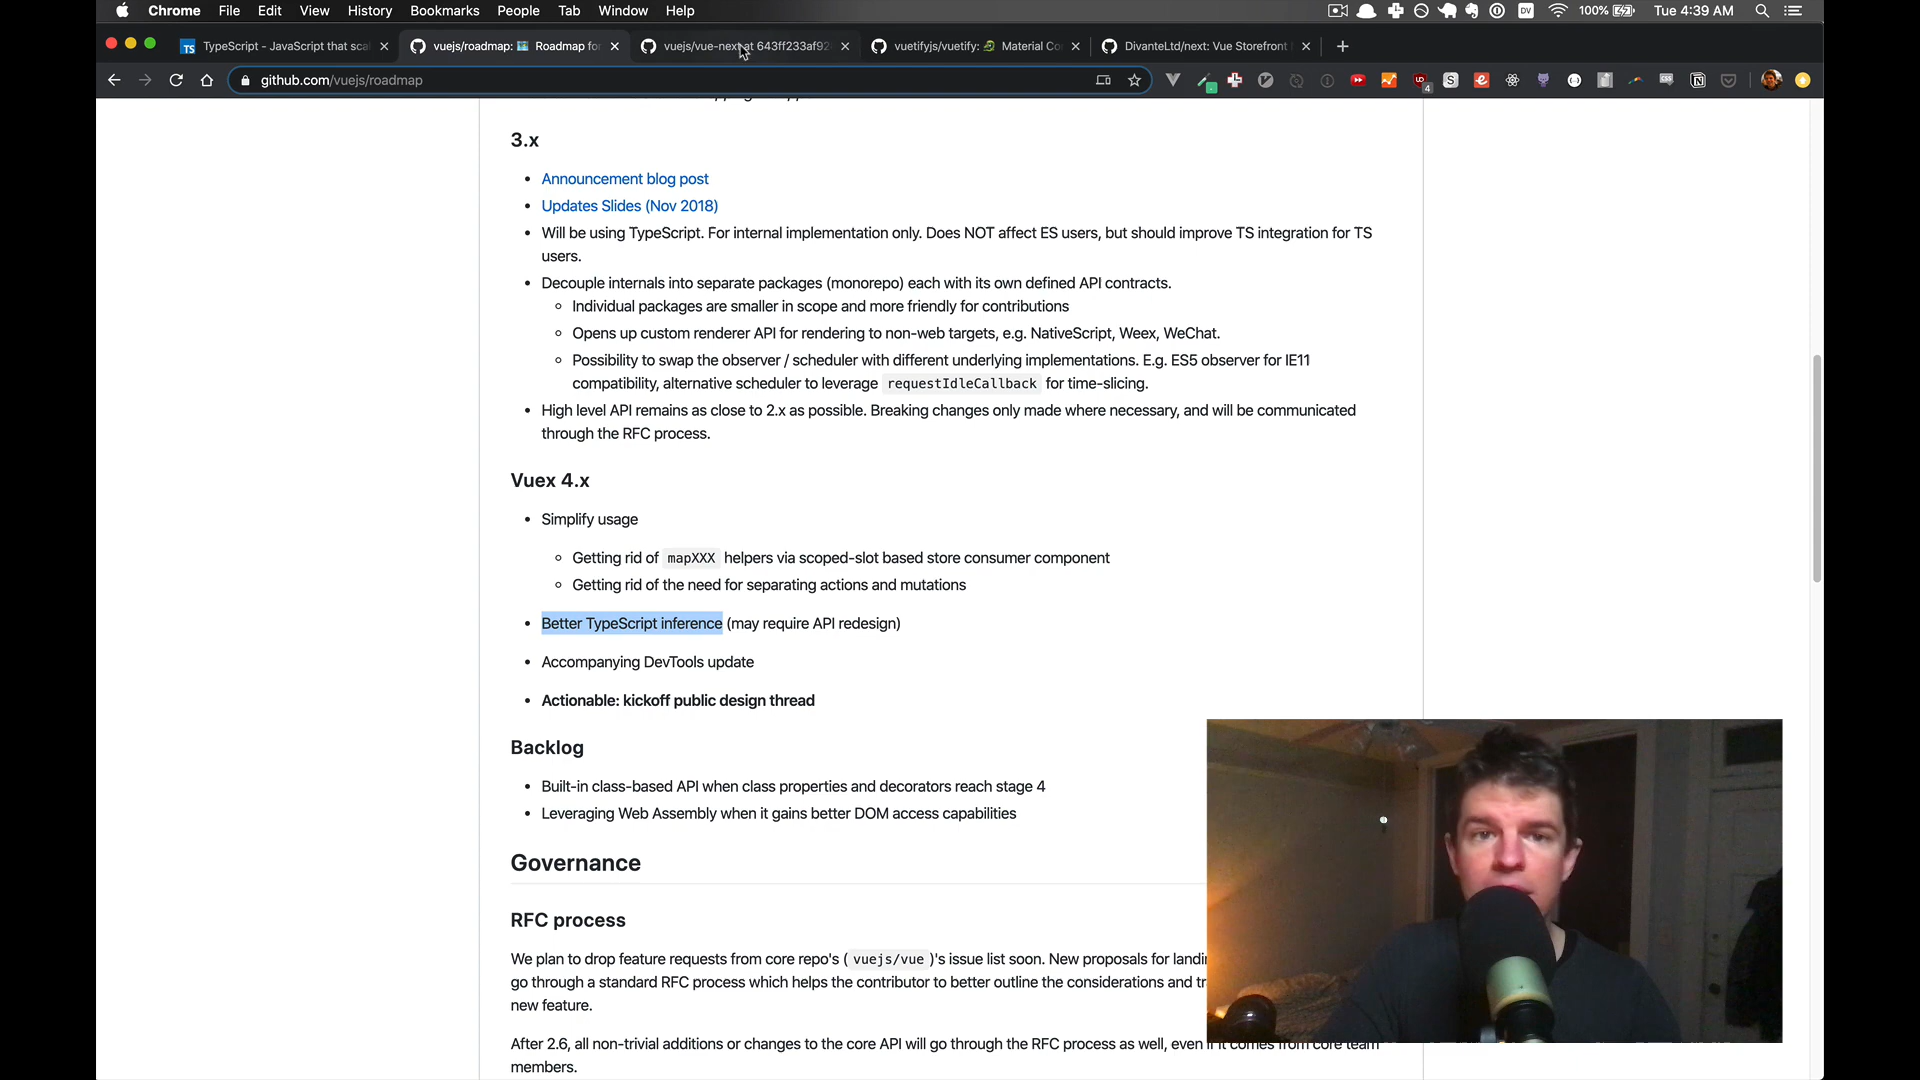 Chrome File Edit View History Bookmarks People Tab Window Help 100% Tue 4:39 AM
TypeScript - JavaScript that sca
vuejs/roadmap: Roadmap for
vuejs/vue-next at 643ff233af92
vuetifyjs/vuetify: Material Co
DivanteLtd/next: Vue Storefront
github.com/vuejs/roadmap
3.x
Announcement blog post
Updates Slides (Nov 2018)
Will be using TypeScript. For internal implementation only. Does NOT affect ES users, but should improve TS integration for TS
users.
Decouple internals into separate packages (monorepo) each with its own defined API contracts.
Individual packages are smaller in scope and more friendly for contributions
Opens up custom renderer API for rendering to non-web targets, e.g. NativeScript, Weex, WeChat.
Possibility to swap the observer / scheduler with different underlying implementations. E.g. ES5 observer for IE11
compatibility, alternative scheduler to leverage requestIdleCallback for time-slicing.
High level API remains as close to 2.x as possible. Breaking changes only made where necessary, and will be communicated
through the RFC process.
Vuex 4.x
Simplify usage
Getting rid of mapXXX helpers via scoped-slot based store consumer component
Getting rid of the need for separating actions and mutations
Better TypeScript inference (may require API redesign)
Accompanying DevTools update
Actionable: kickoff public design thread
Backlog
Built-in class-based API when class properties and decorators reach stage 4
Leveraging Web Assembly when it gains better DOM access capabilities
Governance
RFC process
We plan to drop feature requests from core repo's ( vuejs/vue )'s issue list soon. New proposals for landi
go through a standard RFC process which helps the contributor to better outline the considerations and tr
new feature.
After 2.6, all non-trivial additions or changes to the core API will go through the RFC process as well, even if it comes from core team
members.